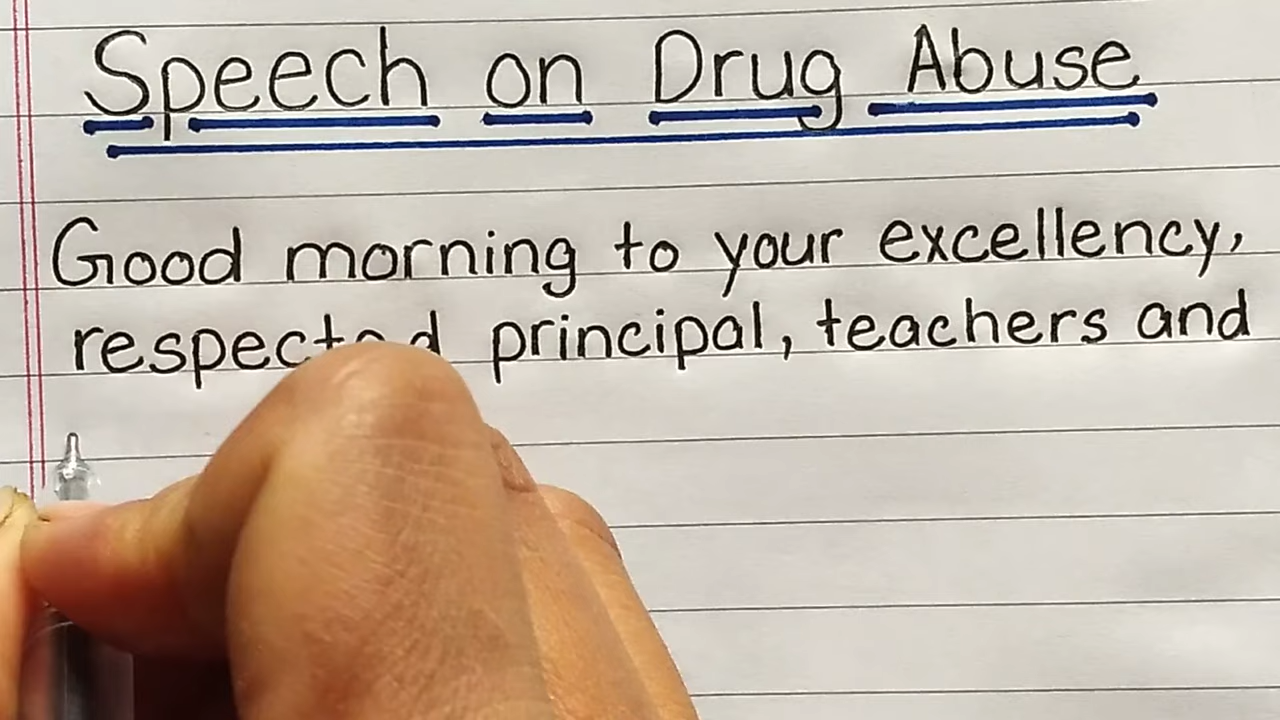 Speech on Drug Abuse
Good morning to your excellency,
respected principal, teachers and